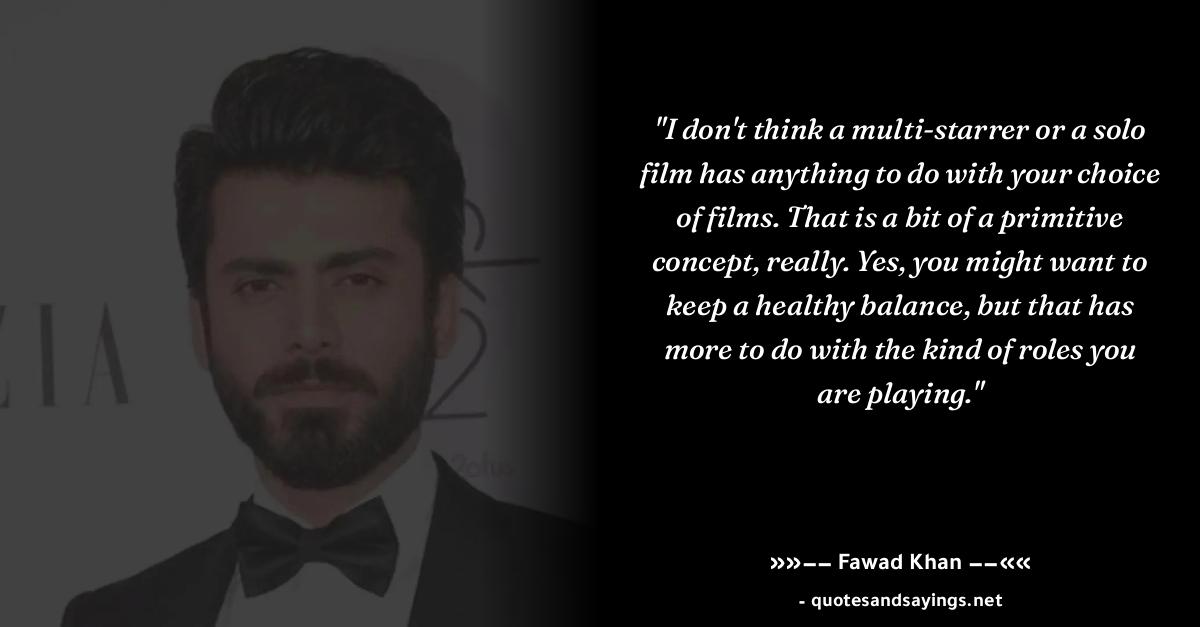 "I don't think a multi-starrer or a solo
film has anything to do with your choice
of films. That is a bit of a primitive
concept, really. Yes, you might want to
keep a healthy balance, but that has
more to do with the kind of roles you
are playing."
»»–– Fawad Khan ––««
- quotesandsayings.net
ZIA
2